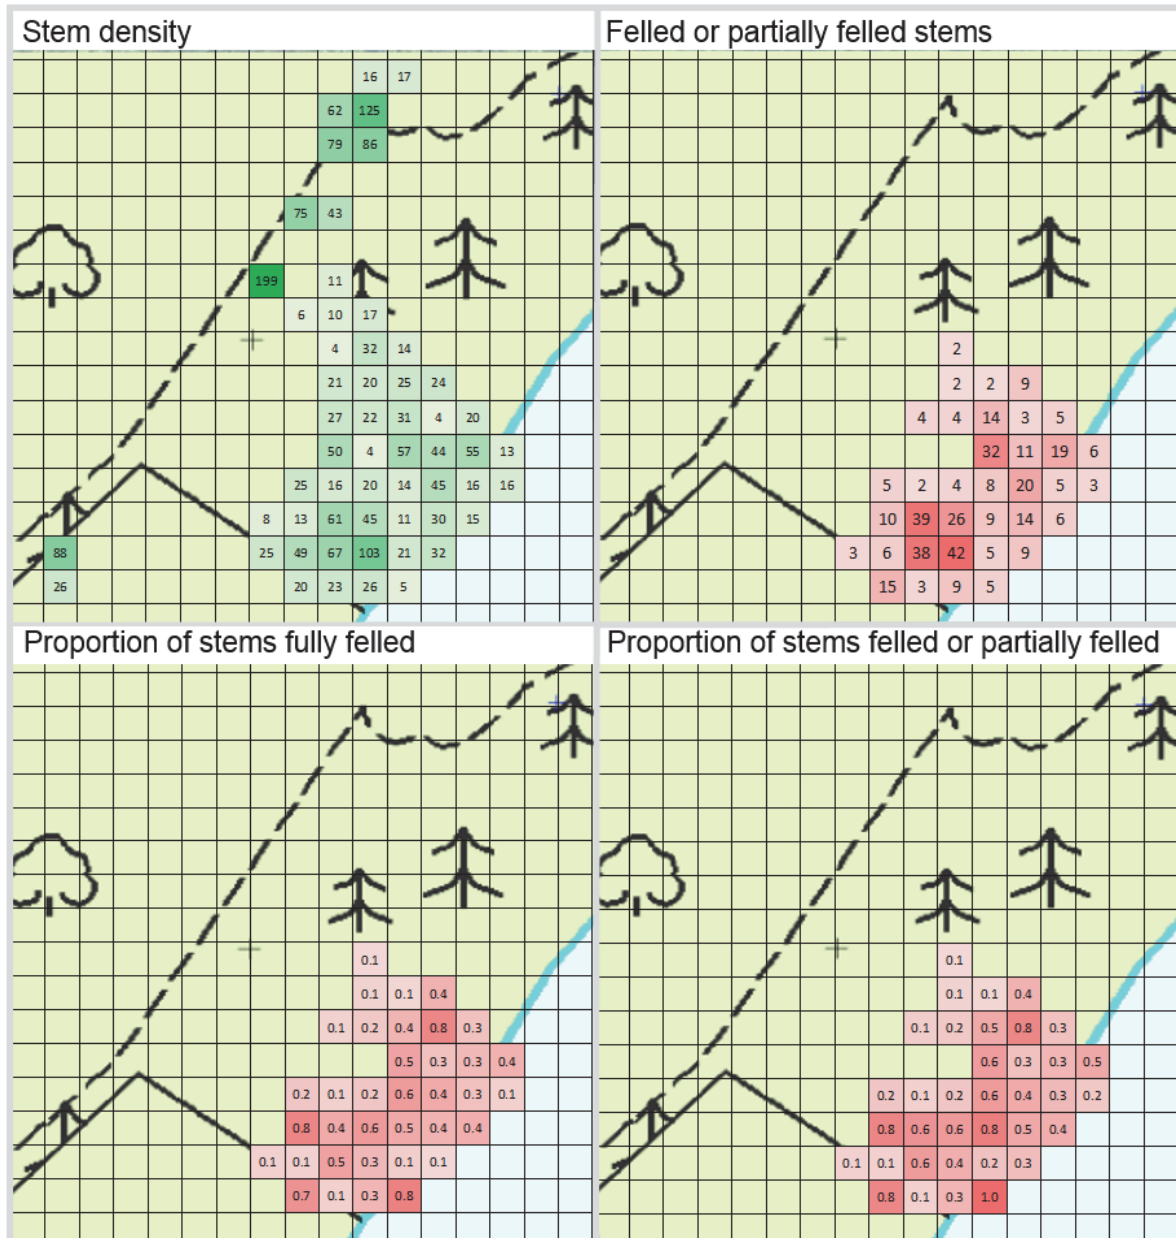 Stem density
16 17
62 125
79 86
75 43
199 11
6 10 17
4 32 14
21 20 25 24
27 22 31 4 20
50 4 57 44 55 13
25 16 20 14 45 16 16
8 13 61 45 11 30 15
88 25 49 67 103 21 32
26 20 23 26 5
Felled or partially felled stems
2
2 2 9
4 4 14 3 5
32 11 19 6
5 2 4 8 20 5 3
10 39 26 9 14 6
3 6 38 42 5 9
15 3 9 5
Proportion of stems fully felled
0.1
0.1 0.1 0.4
0.1 0.2 0.4 0.8 0.3
0.5 0.3 0.3 0.4
0.2 0.1 0.2 0.6 0.4 0.3 0.1
0.8 0.4 0.6 0.5 0.4 0.4
0.1 0.1 0.5 0.3 0.1 0.1
0.7 0.1 0.3 0.8
Proportion of stems felled or partially felled
0.1
0.1 0.1 0.4
0.1 0.2 0.5 0.8 0.3
0.6 0.3 0.3 0.5
0.2 0.1 0.2 0.6 0.4 0.3 0.2
0.8 0.6 0.6 0.8 0.5 0.4
0.1 0.1 0.6 0.4 0.2 0.3
0.8 0.1 0.3 1.0